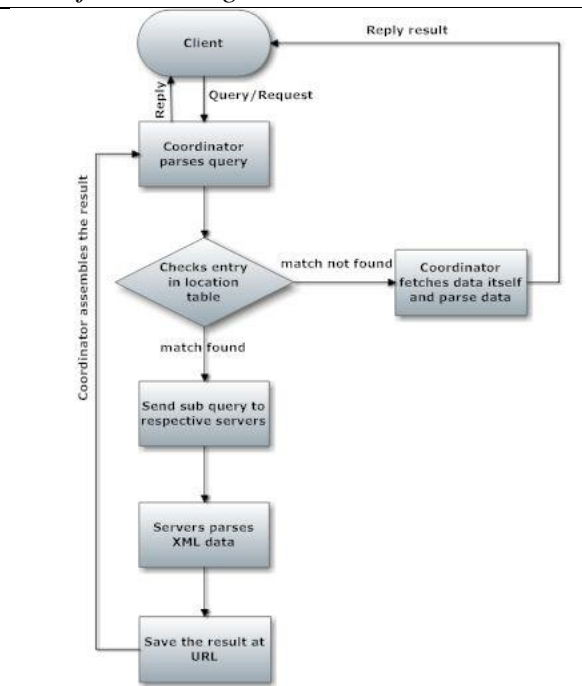 Client
Reply result
Reply
Query/Request
Coordinator
parses query
Coordinator assembles the result
Checks entry
in location
table
match not found
Coordinator
fetches data itself
and parse data
match found
Send sub query to
respective servers
Servers parses
XML data
Save the result at
URL